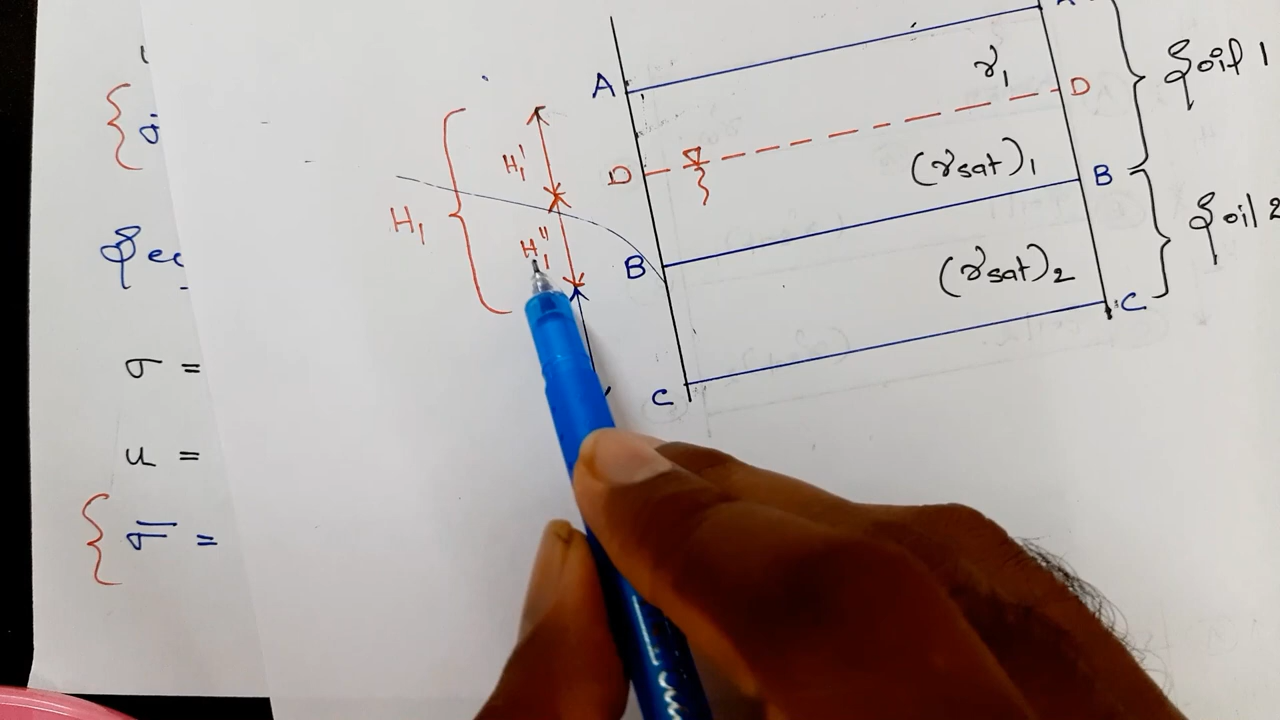 A
γ1
Soil 1
D
D
H1'
(γsat)1
B
H1
H1''
B
Soil 2
(γsat)2
C
C
σ =
u =
σ̅ =